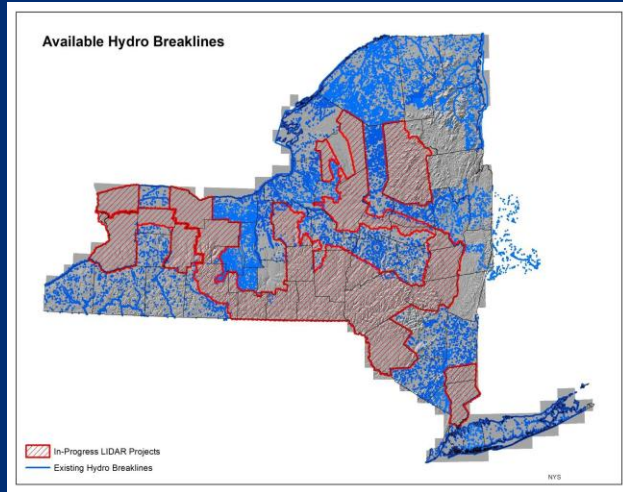 Available Hydro Breaklines
In-Progress LIDAR Projects
Existing Hydro Breaklines
NYS